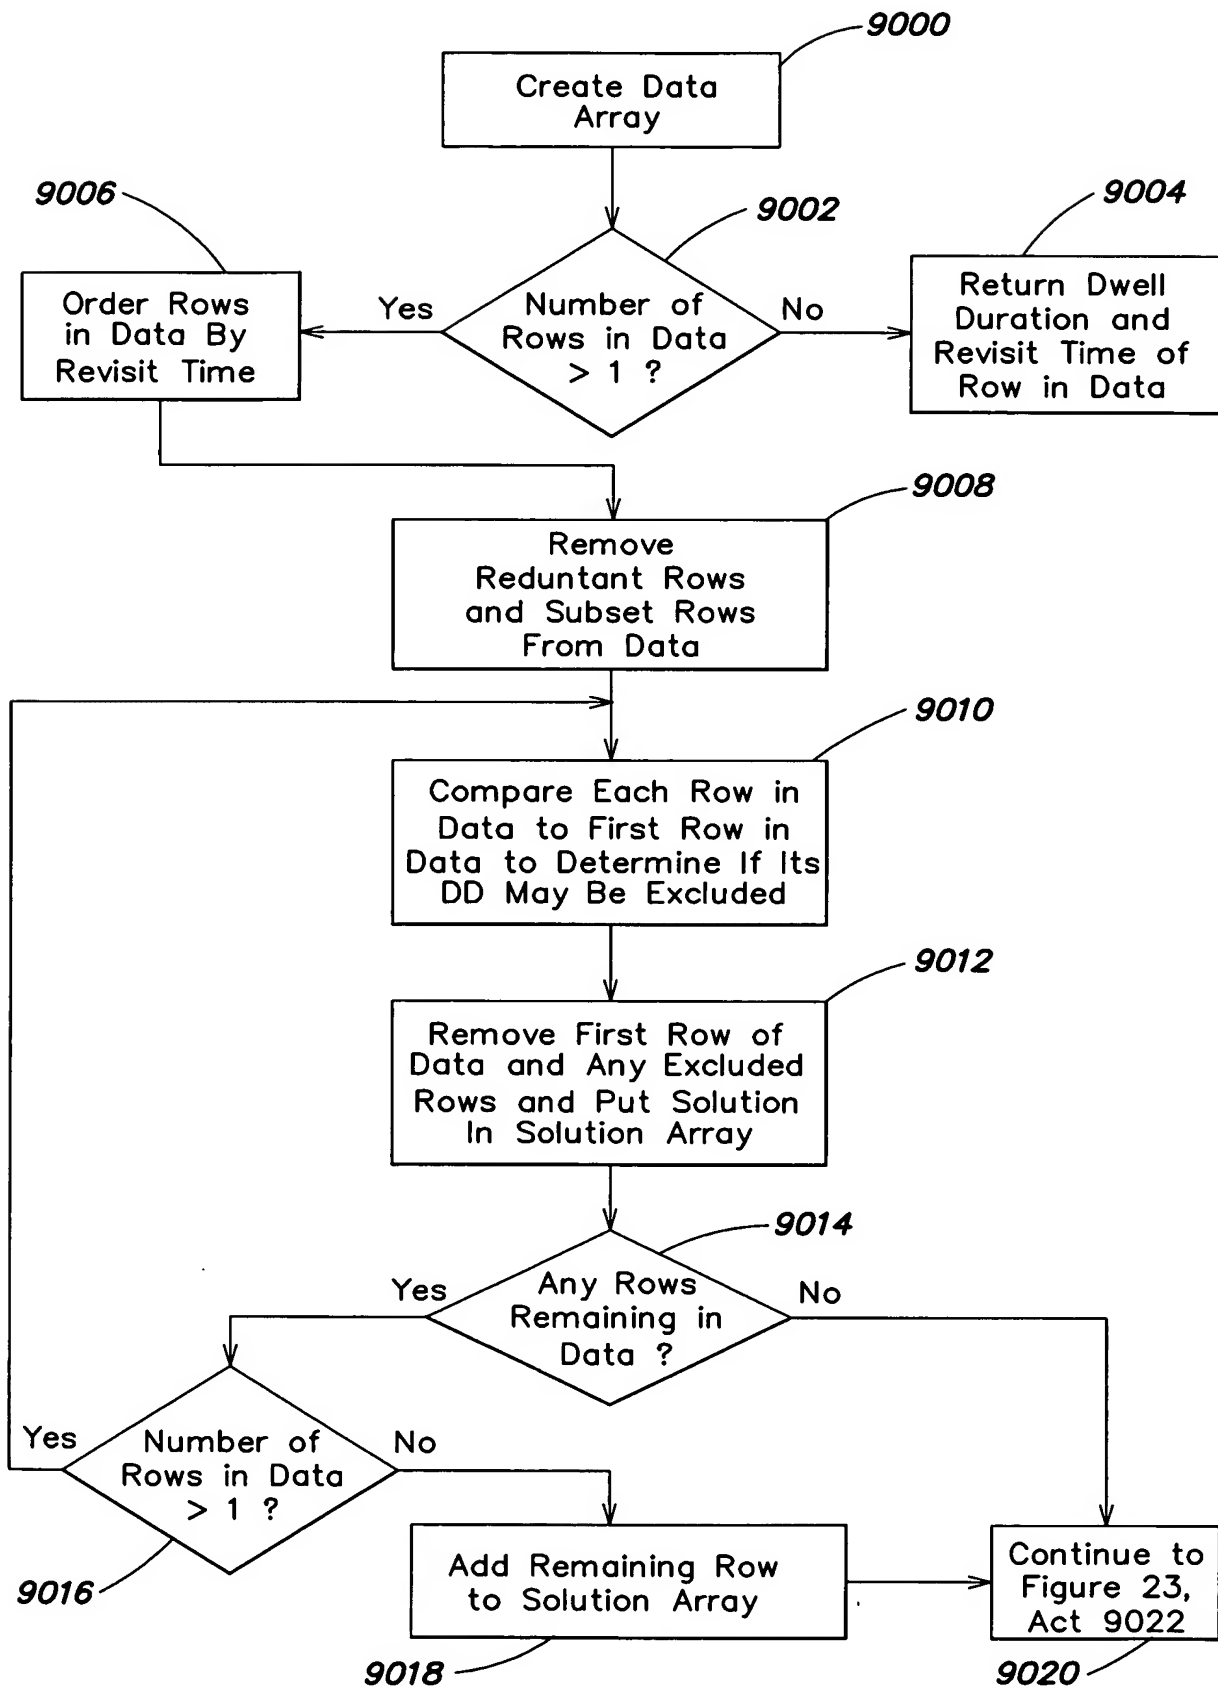 9000
Create Data
Array
9006
9002
9004
Order Rows
in Data By
Revisit Time
Yes
Number of
Rows in Data
> 1 ?
No
Return Dwell
Duration and
Revisit Time of
Row in Data
9008
Remove
Reduntant Rows
and Subset Rows
From Data
9010
Compare Each Row in
Data to First Row in
Data to Determine If Its
DD May Be Excluded
9012
Remove First Row of
Data and Any Excluded
Rows and Put Solution
In Solution Array
9014
Yes
Any Rows
Remaining in
Data ?
No
Yes
Number of
Rows in Data
> 1 ?
No
9016
Add Remaining Row
to Solution Array
9018
Continue to
Figure 23,
Act 9022
9020